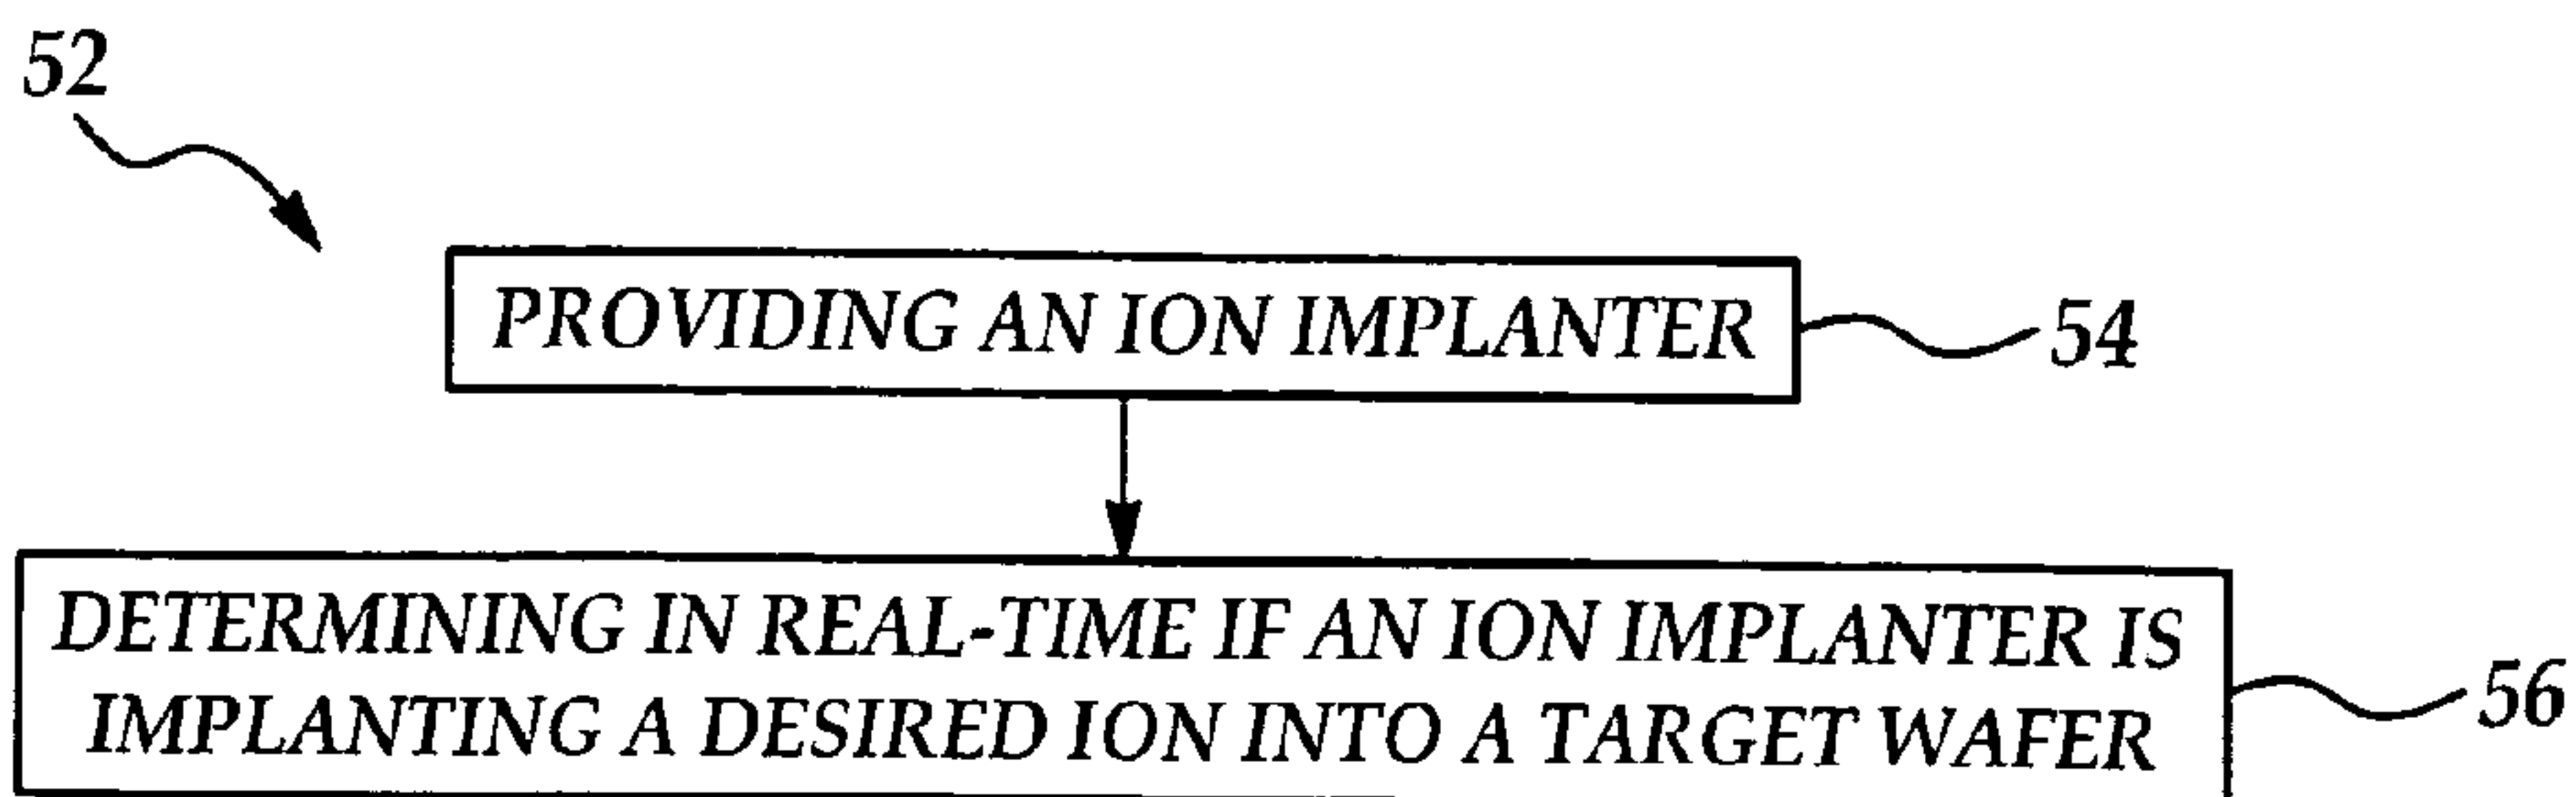 52
PROVIDING AN ION IMPLANTER
54
DETERMINING IN REAL-TIME IF AN ION IMPLANTER IS
IMPLANTING A DESIRED ION INTO A TARGET WAFER
56